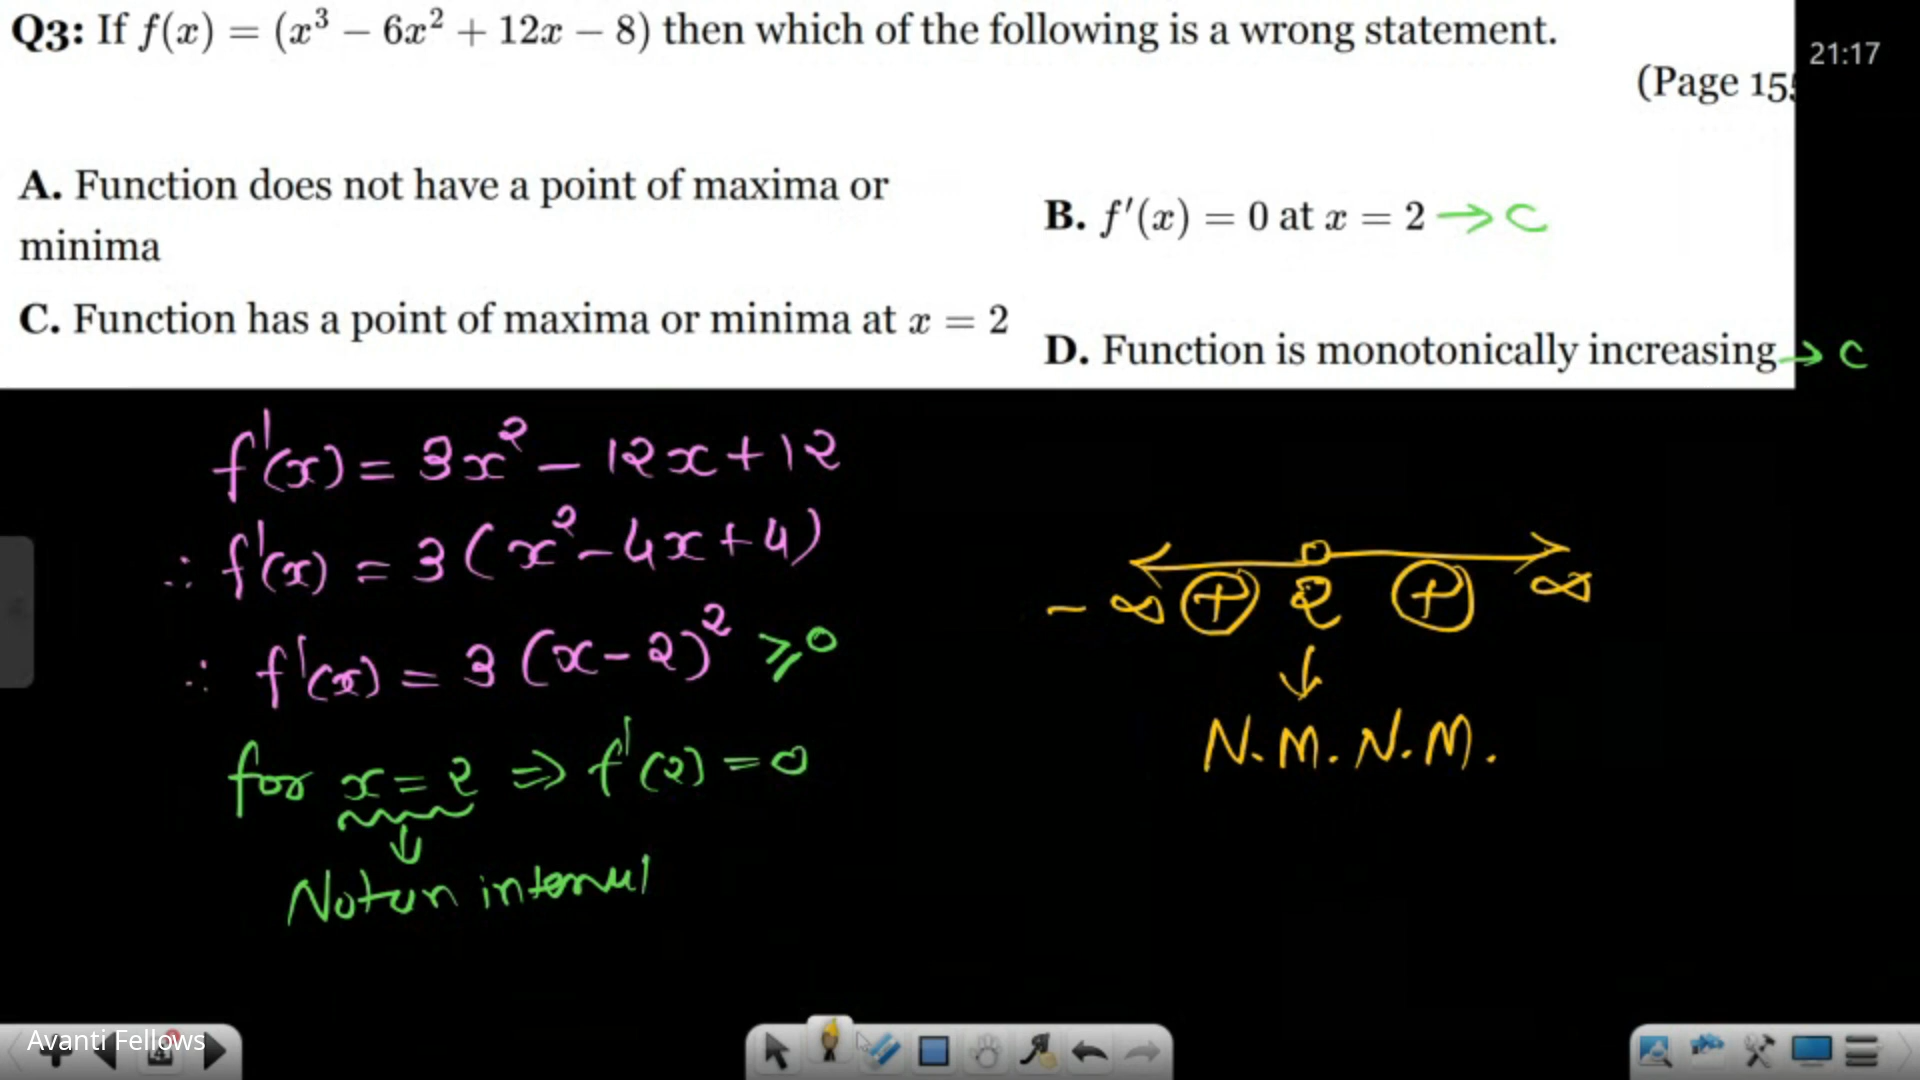 Q3: If f(x) = (x³ − 6x² + 12x − 8) then which of the following is a wrong statement.
21:17
(Page 155
A. Function does not have a point of maxima or
minima
B. f′(x) = 0 at x = 2 → C
C. Function has a point of maxima or minima at x = 2
D. Function is monotonically increasing → C
f'(x) = 3x² − 12x + 12
∴ f'(x) = 3(x² − 4x + 4)
∴ f'(x) = 3(x−2)² ≥ 0
for x = 2 ⇒ f'(2) = 0
↓
Not an interval
− ∞ + 2 + ∞
↓
N.M.N.M.
Avanti Fellows